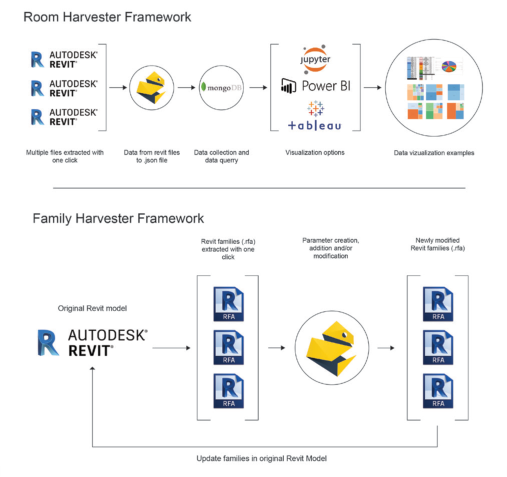 Room Harvester Framework
AUTODESK®
REVIT®
AUTODESK®
REVIT®
AUTODESK®
REVIT®
mongoDB
jupyter
Power BI
+ableau
Multiple files extracted with
one click
Data from revit files
to .json file
Data collection and
data querry
Visualization options
Data vizualization examples
Family Harvester Framework
Revit families (.rfa)
extracted with one
click
Parameter creation,
addition and/or
modification
Newly modified
Revit families (.rfa)
Original Revit model
AUTODESK®
REVIT®
R
RFA
R
RFA
R
RFA
R
RFA
R
RFA
R
RFA
Update families in original Revit Model